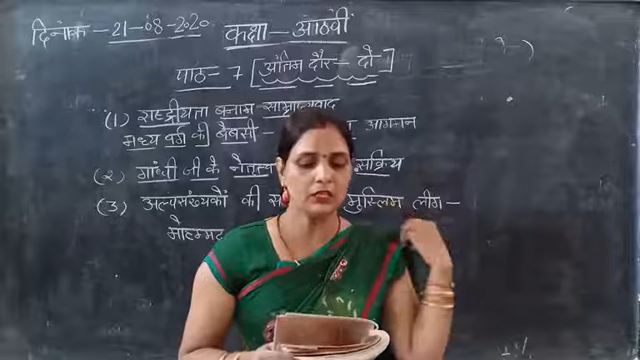 दिनांक - 21-08-2020
कक्षा - आठवीं
पाठ - 7 [अंतिम दौर - दो]
(1) राष्ट्रीयता बनाम साम्राज्यवाद
मध्य वर्ग की बेबसी - आगमन
(2) गांधी जी के नेतृत्व सक्रिय
(3) अल्पसंख्यकों की मुस्लिम लीग -
मोहम्मद